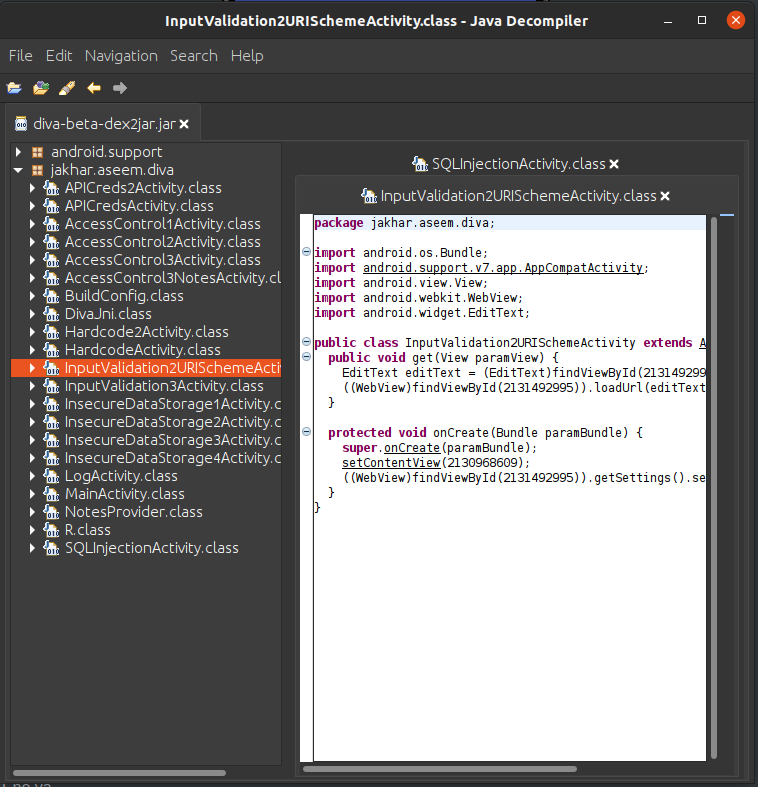 InputValidation2URISchemeActivity.class - Java Decompiler
File Edit Navigation Search Help
diva-beta-dex2jar.jar
android.support
jakhar.aseem.diva
APICreds2Activity.class
APICredsActivity.class
AccessControl1Activity.class
AccessControl2Activity.class
AccessControl3Activity.class
AccessControl3NotesActivity.cl
BuildConfig.class
DivaJni.class
Hardcode2Activity.class
HardcodeActivity.class
InputValidation2URISchemeActi
InputValidation3Activity.class
InsecureDataStorage1Activity.c
InsecureDataStorage2Activity.c
InsecureDataStorage3Activity.c
InsecureDataStorage4Activity.c
LogActivity.class
MainActivity.class
NotesProvider.class
R.class
SQLInjectionActivity.class
SQLInjectionActivity.class
InputValidation2URISchemeActivity.class
package jakhar.aseem.diva;
import android.os.Bundle;
import android.support.v7.app.AppCompatActivity;
import android.view.View;
import android.webkit.WebView;
import android.widget.EditText;
public class InputValidation2URISchemeActivity extends A
public void get(View paramView) {
EditText editText = (EditText)findViewById(213149299
((WebView)findViewById(2131492995)).loadUrl(editText
}
protected void onCreate(Bundle paramBundle) {
super.onCreate(paramBundle);
setContentView(2130968609);
((WebView)findViewById(2131492995)).getSettings().se
}
}